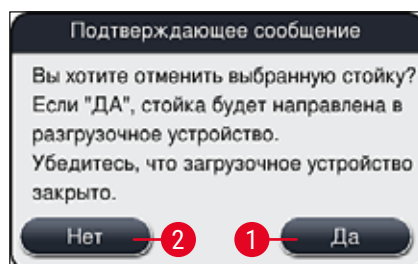 Подтверждающее сообщение
Вы хотите отменить выбранную стойку?
Если "ДА", стойка будет направлена в
разгрузочное устройство.
Убедитесь, что загрузочное устройство
закрыто.
Нет 2 1 Да